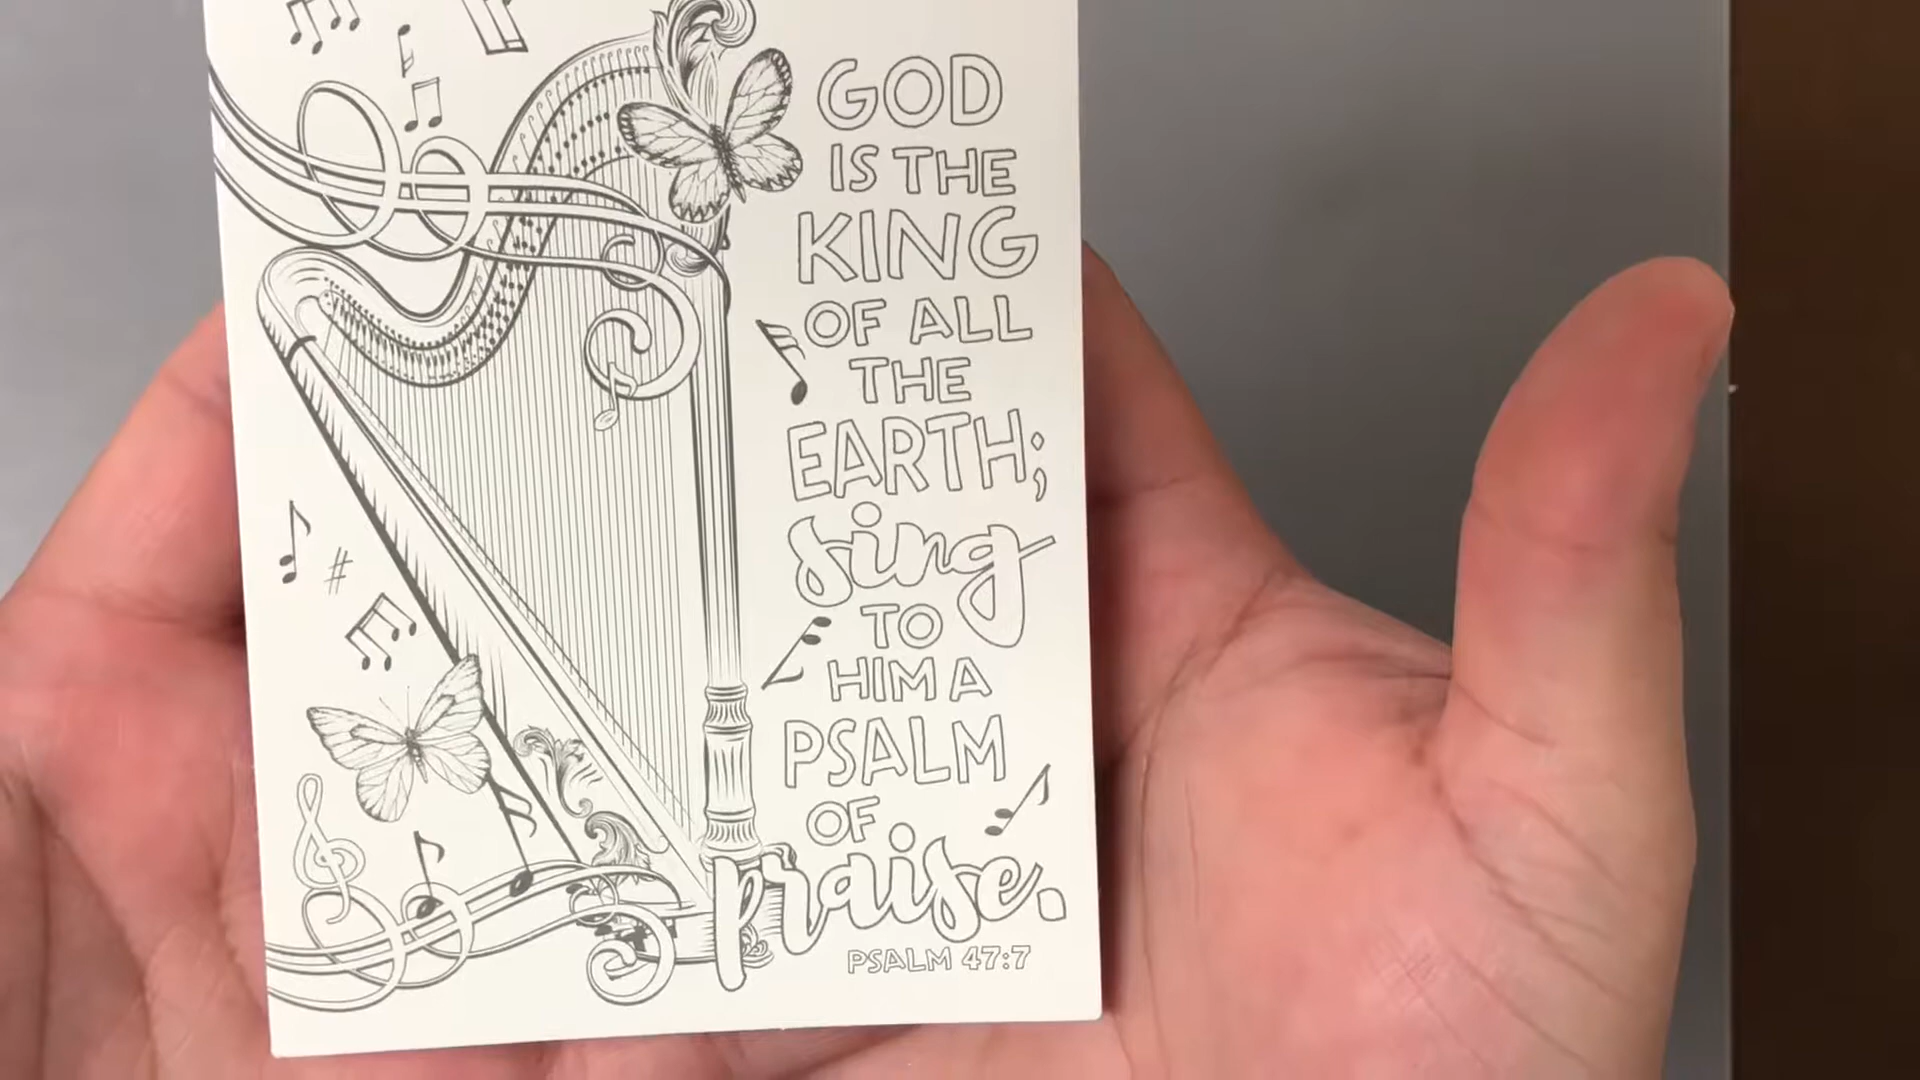 GOD
IS THE
KING
OF ALL
THE
EARTH;
sing
TO
HIM A
PSALM
OF
praise.
PSALM 47:7